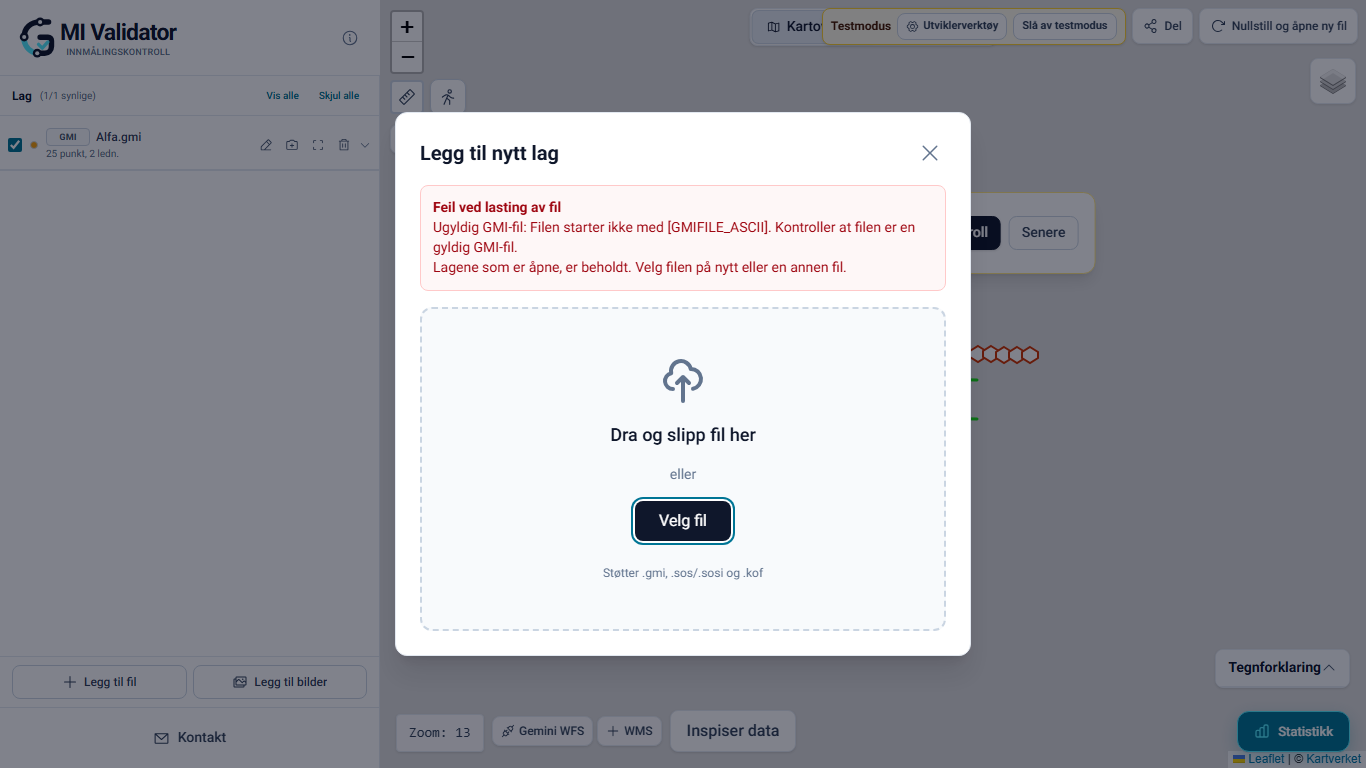 MI Validator
INNMÅLINGSKONTROLL
Lag (1/1 synlige) Vis alle Skjul alle
GMI Alfa.gmi
25 punkt, 2 ledn.
Legg til fil Legg til bilder
Kontakt
+
−
Testmodus Utviklerverktøy Slå av testmodus Del Nullstill og åpne ny fil
Legg til nytt lag
Feil ved lasting av fil
Ugyldig GMI-fil: Filen starter ikke med [GMIFILE_ASCII]. Kontroller at filen er en
gyldig GMI-fil.
Lagene som er åpne, er beholdt. Velg filen på nytt eller en annen fil.
Dra og slipp fil her
eller
Velg fil
Støtter .gmi, .sos/.sosi og .kof
Senere
Tegnforklaring
Zoom: 13 Gemini WFS WMS Inspiser data
Statistikk
Leaflet | © Kartverket